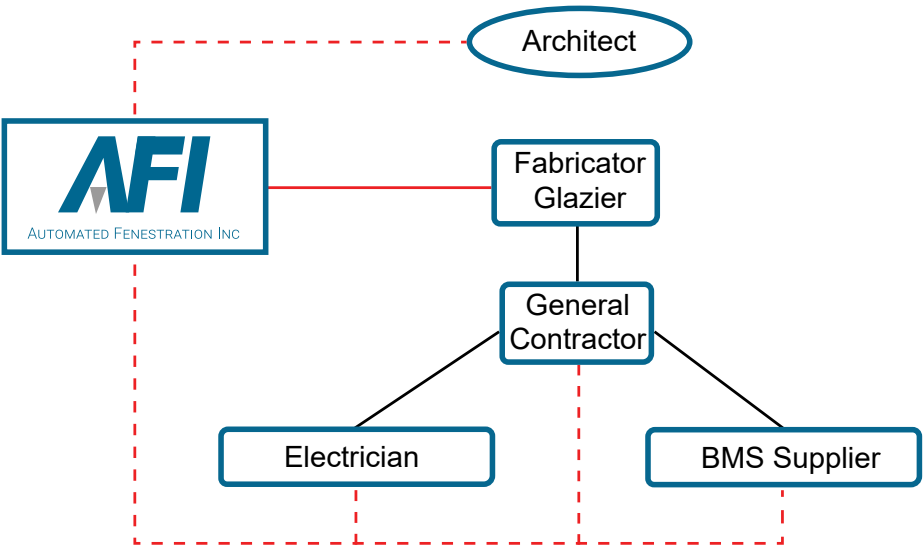 Architect
AFI
AUTOMATED FENESTRATION INC
Fabricator
Glazier
General
Contractor
Electrician
BMS Supplier